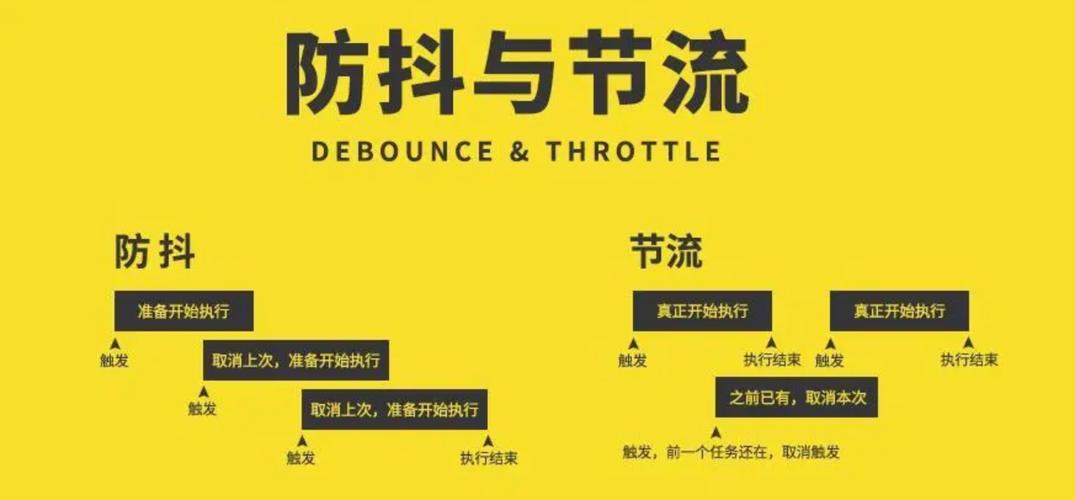 防抖与节流
DEBOUNCE & THROTTLE
防抖
准备开始执行
触发
取消上次，准备开始执行
触发
取消上次，准备开始执行
触发
执行结束
节流
真正开始执行
真正开始执行
触发
执行结束
触发
执行结束
之前已有，取消本次
触发，前一个任务还在，取消触发